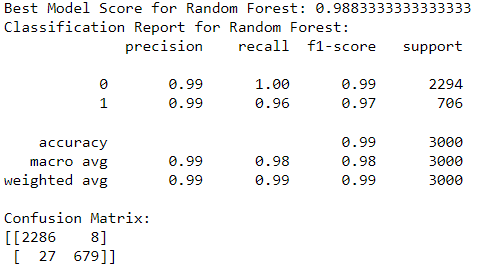 Best Model Score for Random Forest: 0.9883333333333333
Classification Report for Random Forest:
              precision    recall  f1-score   support

           0       0.99      1.00      0.99      2294
           1       0.99      0.96      0.97       706

    accuracy                           0.99      3000
   macro avg       0.99      0.98      0.98      3000
weighted avg       0.99      0.99      0.99      3000

Confusion Matrix:
[[2286    8]
 [  27  679]]